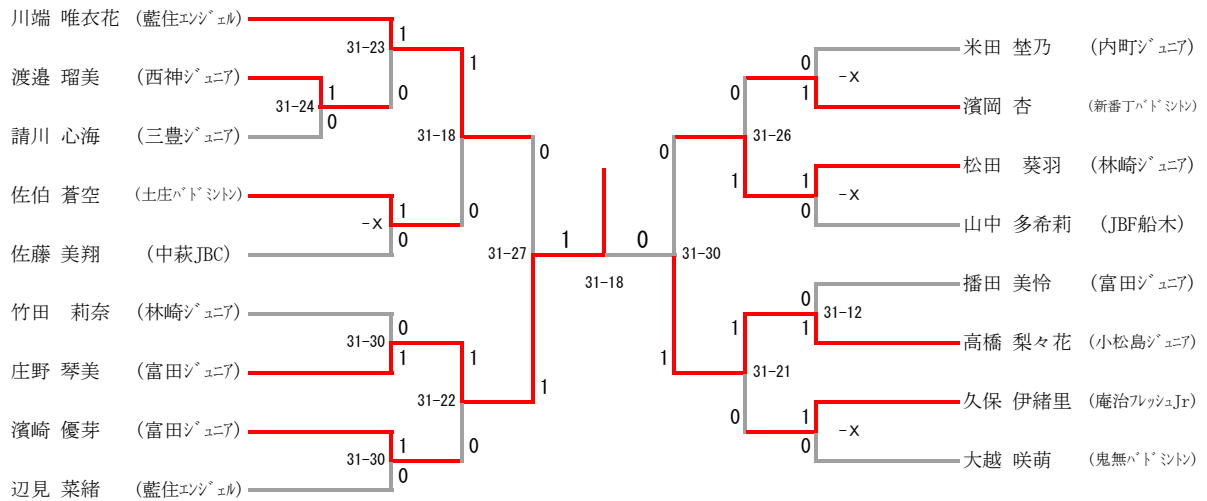 川端 唯衣花 (藍住ｴﾝｼﾞｪﾙ)
渡邉 瑠美 (西神ｼﾞｭﾆｱ)
請川 心海 (三豊ｼﾞｭﾆｱ)
佐伯 蒼空 (土庄ﾊﾞﾄﾞﾐﾝﾄﾝ)
佐藤 美翔 (中萩JBC)
竹田 莉奈 (林崎ｼﾞｭﾆｱ)
庄野 琴美 (富田ｼﾞｭﾆｱ)
濱崎 優芽 (富田ｼﾞｭﾆｱ)
辺見 菜緒 (藍住ｴﾝｼﾞｪﾙ)
1
31-23
0
1
31-24
0
1
31-18
0
1
-X
0
0
31-27
1
0
31-30
1
1
31-22
0
1
31-30
0
1
0
31-18
0
31-30
1
0
31-26
1
0
-X
1
1
-X
0
1
31-21
0
0
31-12
1
1
-X
0
米田 埜乃 (内町ｼﾞｭﾆｱ)
濱岡 杏 (新番丁ﾊﾞﾄﾞﾐﾝﾄﾝ)
松田 葵羽 (林崎ｼﾞｭﾆｱ)
山中 多希莉 (JBF船木)
播田 美怜 (富田ｼﾞｭﾆｱ)
高橋 梨々花 (小松島ｼﾞｭﾆｱ)
久保 伊緒里 (庵治ﾌﾚｯｼｭJr)
大越 咲萌 (鬼無ﾊﾞﾄﾞﾐﾝﾄﾝ)